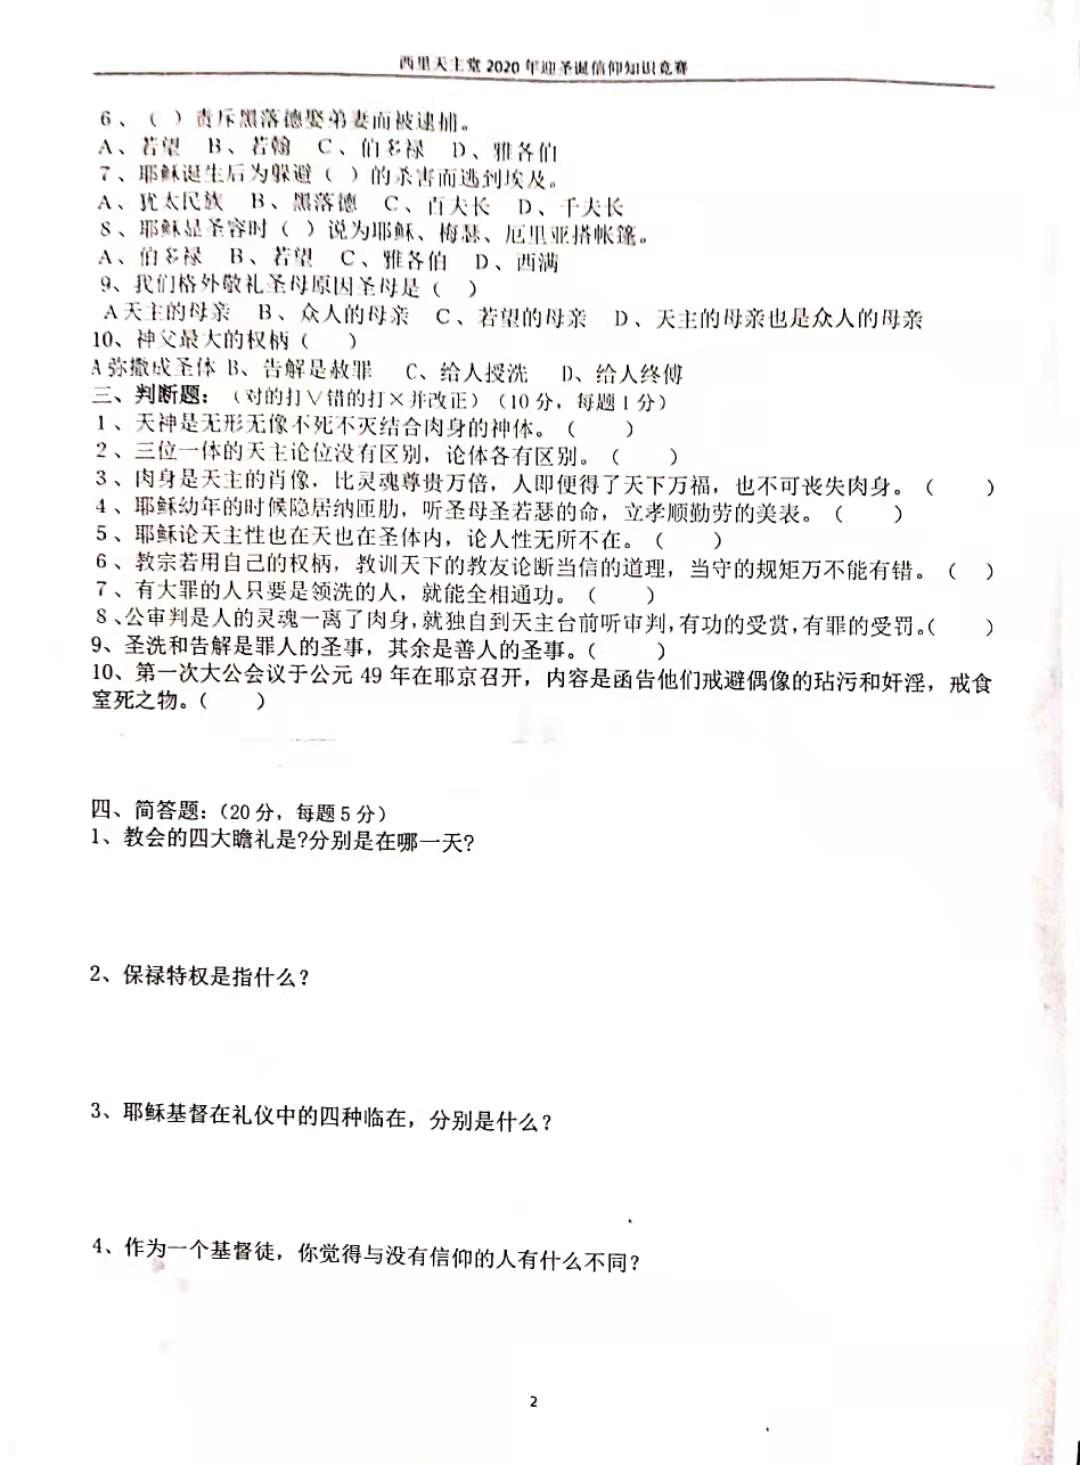 西里天主堂 2020 年迎圣诞信仰知识竞赛
6、（ ）责斥黑落德娶弟妻而被逮捕。
A、若望 B、若翰 C、伯多禄 D、雅各伯
7、耶稣诞生后为躲避（ ）的杀害而逃到埃及。
A、犹太民族 B、黑落德 C、百夫长 D、千夫长
8、耶稣显圣容时（ ）说为耶稣、梅瑟、厄里亚搭帐篷。
A、伯多禄 B、若望 C、雅各伯 D、西满
9、我们格外敬礼圣母原因圣母是（ ）
A 天主的母亲 B、众人的母亲 C、若望的母亲 D、天主的母亲也是众人的母亲
10、神父最大的权柄（ ）
A 弥撒成圣体 B、告解是赦罪 C、给人授洗 D、给人终傅
三、判断题：（对的打∨错的打×并改正）（10 分，每题 1 分）
1、天神是无形无像不死不灭结合肉身的神体。（ ）
2、三位一体的天主论位没有区别，论体各有区别。（ ）
3、肉身是天主的肖像，比灵魂尊贵万倍，人即便得了天下万福，也不可丧失肉身。（ ）
4、耶稣幼年的时候隐居纳匝肋，听圣母圣若瑟的命，立孝顺勤劳的美表。（ ）
5、耶稣论天主性也在天也在圣体内，论人性无所不在。（ ）
6、教宗若用自己的权柄，教训天下的教友论断当信的道理，当守的规矩万不能有错。（ ）
7、有大罪的人只要是领洗的人，就能全相通功。（ ）
8、公审判是人的灵魂一离了肉身,就独自到天主台前听审判,有功的受赏,有罪的受罚。（ ）
9、圣洗和告解是罪人的圣事，其余是善人的圣事。（ ）
10、第一次大公会议于公元 49 年在耶京召开，内容是函告他们戒避偶像的玷污和奸淫，戒食
窒死之物。（ ）
四、简答题：（20 分，每题 5 分）
1、教会的四大瞻礼是?分别是在哪一天?
2、保禄特权是指什么?
3、耶稣基督在礼仪中的四种临在，分别是什么?
4、作为一个基督徒，你觉得与没有信仰的人有什么不同?
2